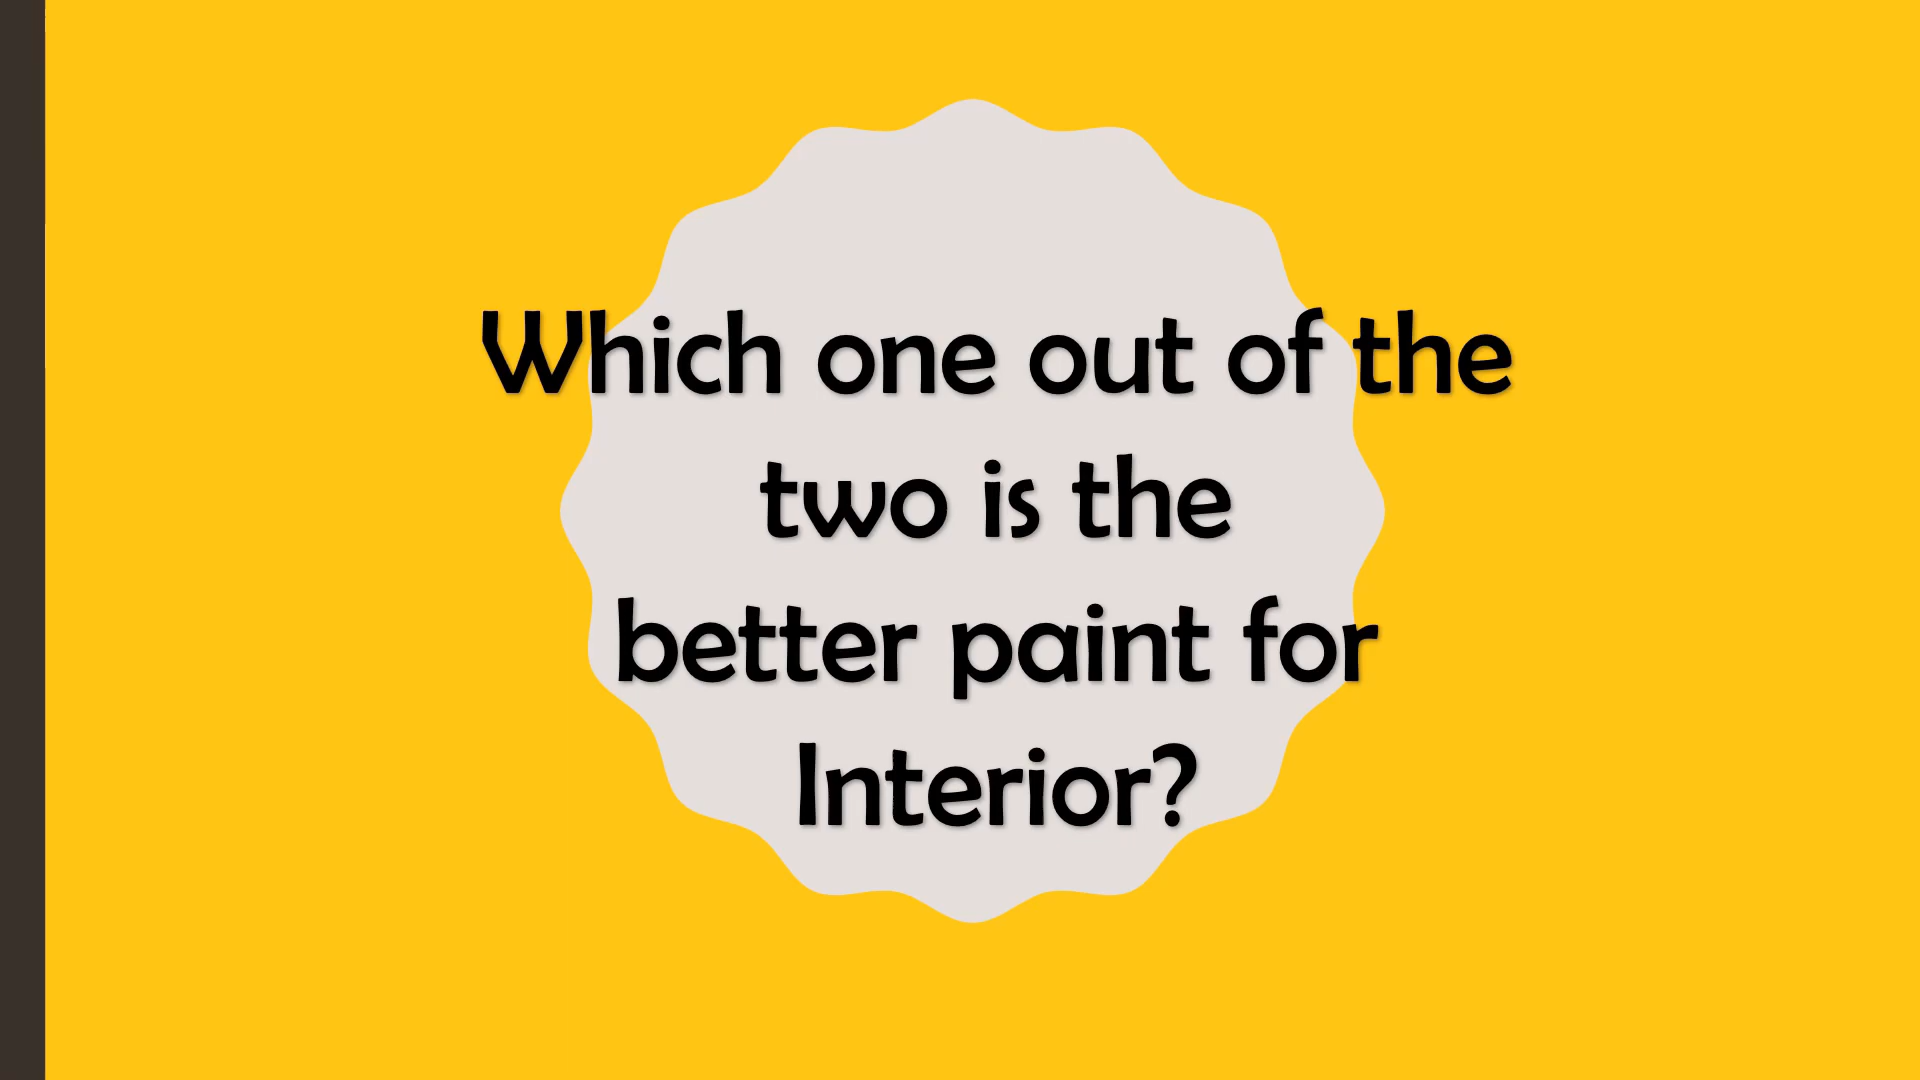 Which one out of the
two is the
better paint for
Interior?